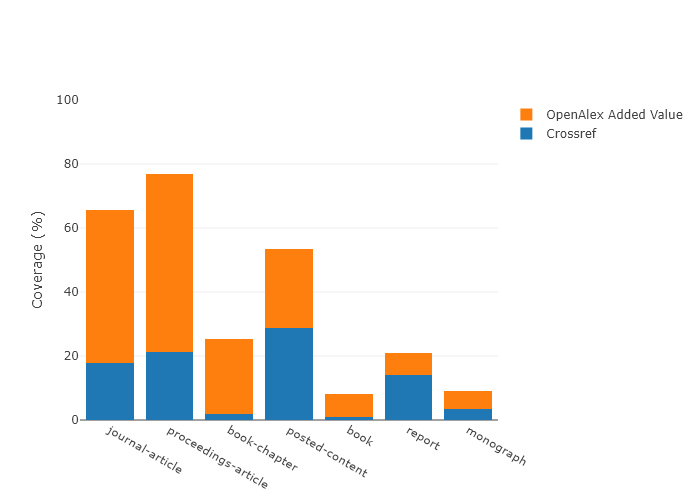 100
80
60
40
20
0
Coverage (%)
journal-article
proceedings-article
book-chapter
posted-content
book
report
monograph
OpenAlex Added Value
Crossref